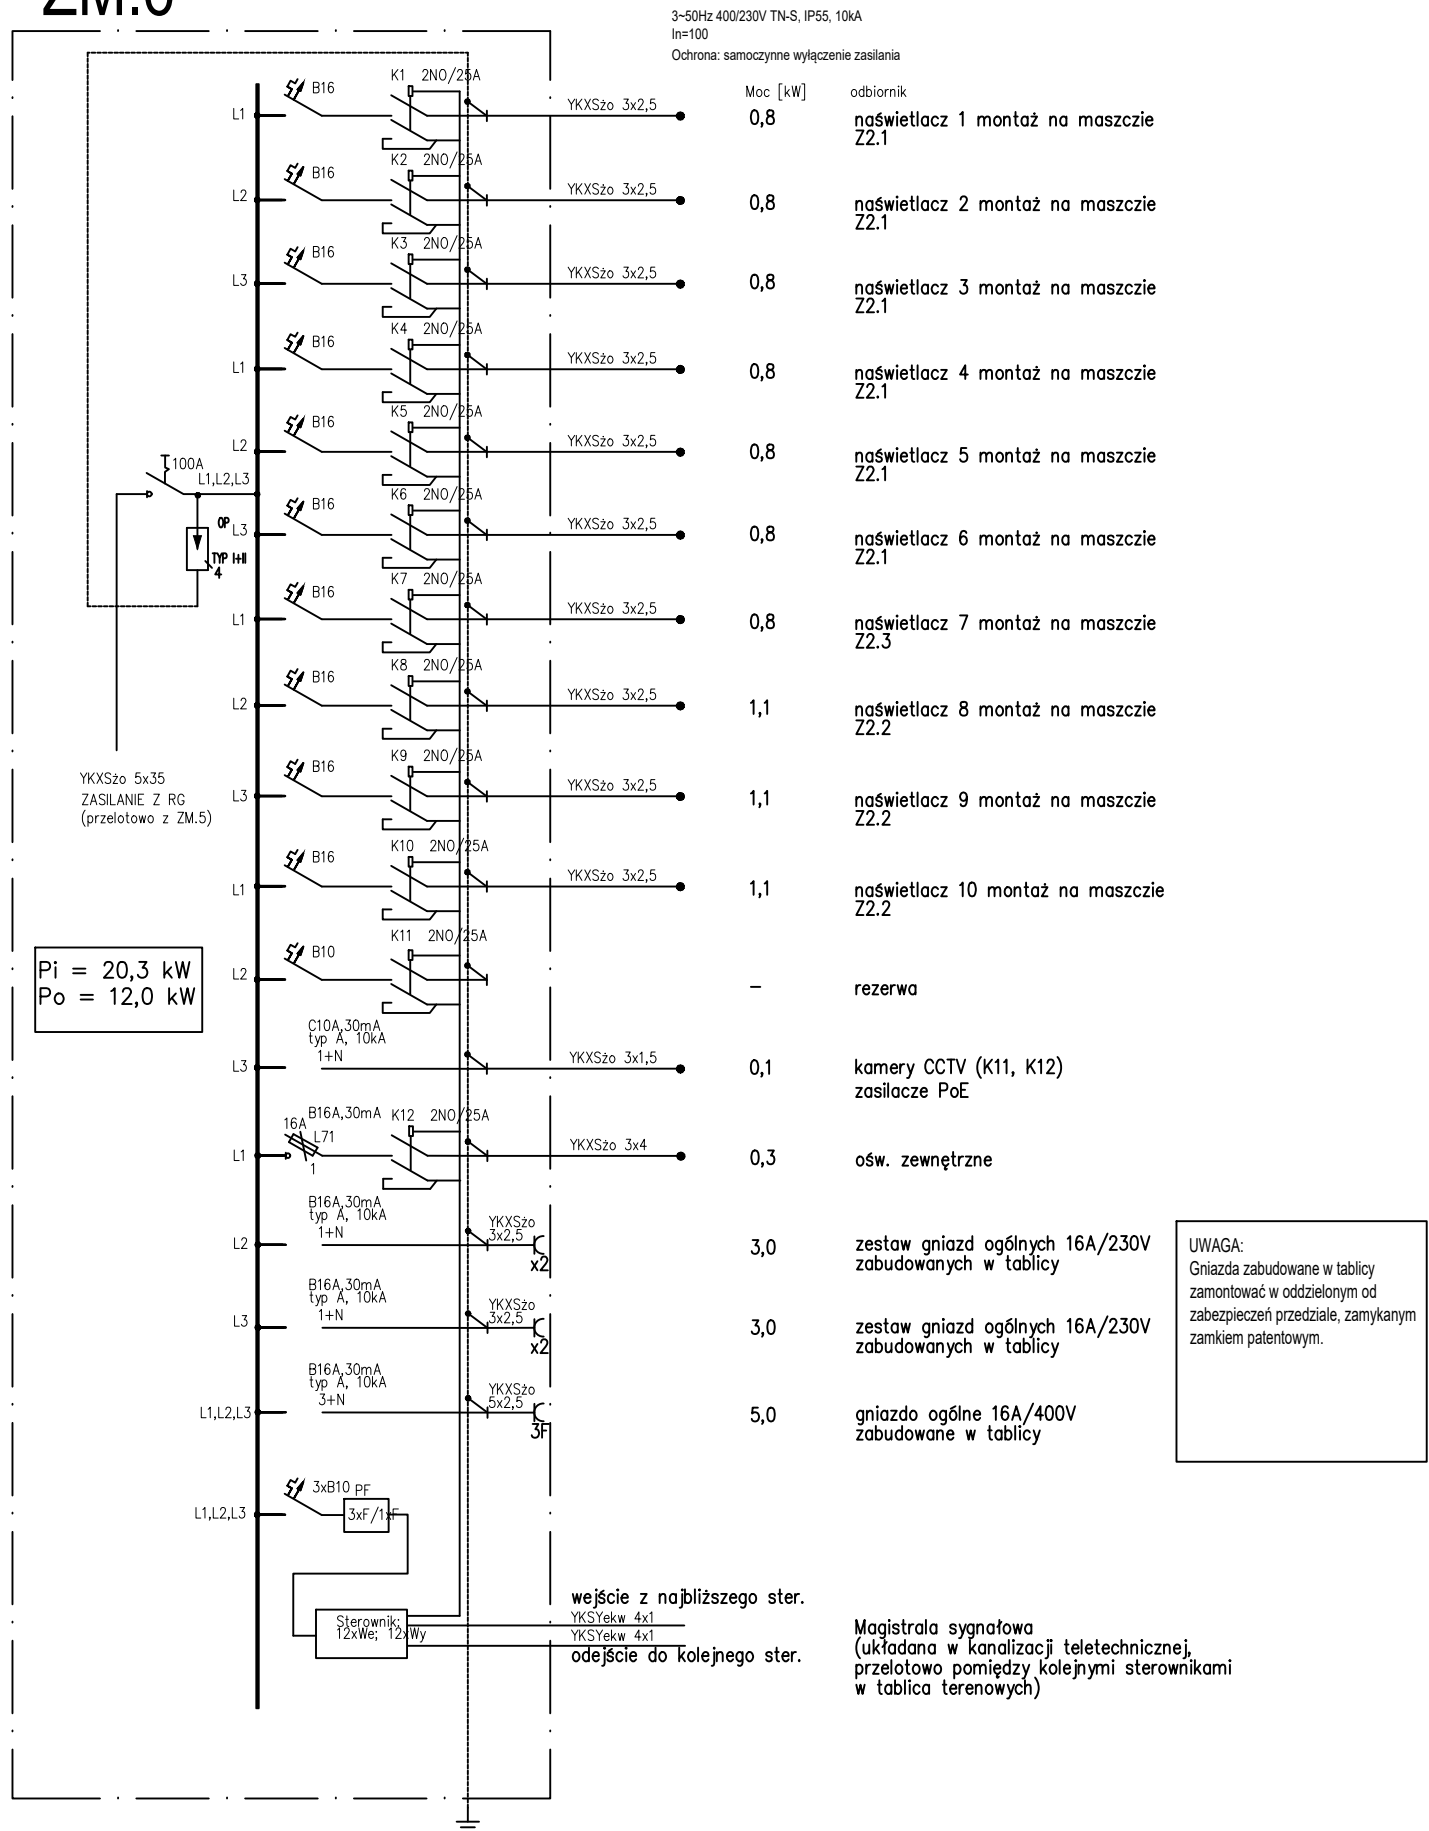 3~50Hz 400/230V TN-S, IP55, 10kA
In=100
Ochrona: samoczynne wyłączenie zasilania
Moc [kW] odbiornik
L1 B16 K1 2NO/25A YKXSżo 3x2,5 0,8 naświetlacz 1 montaż na maszczie
Z2.1
L2 B16 K2 2NO/25A YKXSżo 3x2,5 0,8 naświetlacz 2 montaż na maszczie
Z2.1
L3 B16 K3 2NO/25A YKXSżo 3x2,5 0,8 naświetlacz 3 montaż na maszczie
Z2.1
L1 B16 K4 2NO/25A YKXSżo 3x2,5 0,8 naświetlacz 4 montaż na maszczie
Z2.1
L2 B16 K5 2NO/25A YKXSżo 3x2,5 0,8 naświetlacz 5 montaż na maszczie
Z2.1
100A
L1,L2,L3
OP
TYP I+II
4
L3 B16 K6 2NO/25A YKXSżo 3x2,5 0,8 naświetlacz 6 montaż na maszczie
Z2.1
L1 B16 K7 2NO/25A YKXSżo 3x2,5 0,8 naświetlacz 7 montaż na maszczie
Z2.3
L2 B16 K8 2NO/25A YKXSżo 3x2,5 1,1 naświetlacz 8 montaż na maszczie
Z2.2
YKXSżo 5x35
ZASILANIE Z RG
(przelotowo z ZM.5)
L3 B16 K9 2NO/25A YKXSżo 3x2,5 1,1 naświetlacz 9 montaż na maszczie
Z2.2
L1 B16 K10 2NO/25A YKXSżo 3x2,5 1,1 naświetlacz 10 montaż na maszczie
Z2.2
Pi = 20,3 kW
Po = 12,0 kW
L2 B10 K11 2NO/25A – rezerwa
C10A,30mA
typ A, 10kA
1+N
L3 YKXSżo 3x1,5 0,1 kamery CCTV (K11, K12)
zasilacze PoE
B16A,30mA K12 2NO/25A
16A
L71
1
L1 YKXSżo 3x4 0,3 ośw. zewnętrzne
B16A,30mA
typ A, 10kA
1+N
L2 YKXSżo
3x2,5
x2
3,0 zestaw gniazd ogólnych 16A/230V
zabudowanych w tablicy
B16A,30mA
typ A, 10kA
1+N
L3 YKXSżo
3x2,5
x2
3,0 zestaw gniazd ogólnych 16A/230V
zabudowanych w tablicy
B16A,30mA
typ A, 10kA
3+N
L1,L2,L3 YKXSżo
5x2,5
3F
5,0 gniazdo ogólne 16A/400V
zabudowane w tablicy
UWAGA:
Gniazda zabudowane w tablicy
zamontować w oddzielonym od
zabezpieczeń przedziale, zamykanym
zamkiem patentowym.
L1,L2,L3 3xB10 PF
3xF/1xF
Sterownik:
12xWe; 12xWy
wejście z najbliższego ster.
YKSYekw 4x1
YKSYekw 4x1
odejście do kolejnego ster.
Magistrala sygnałowa
(układana w kanalizacji teletechnicznej,
przelotowo pomiędzy kolejnymi sterownikami
w tablica terenowych)